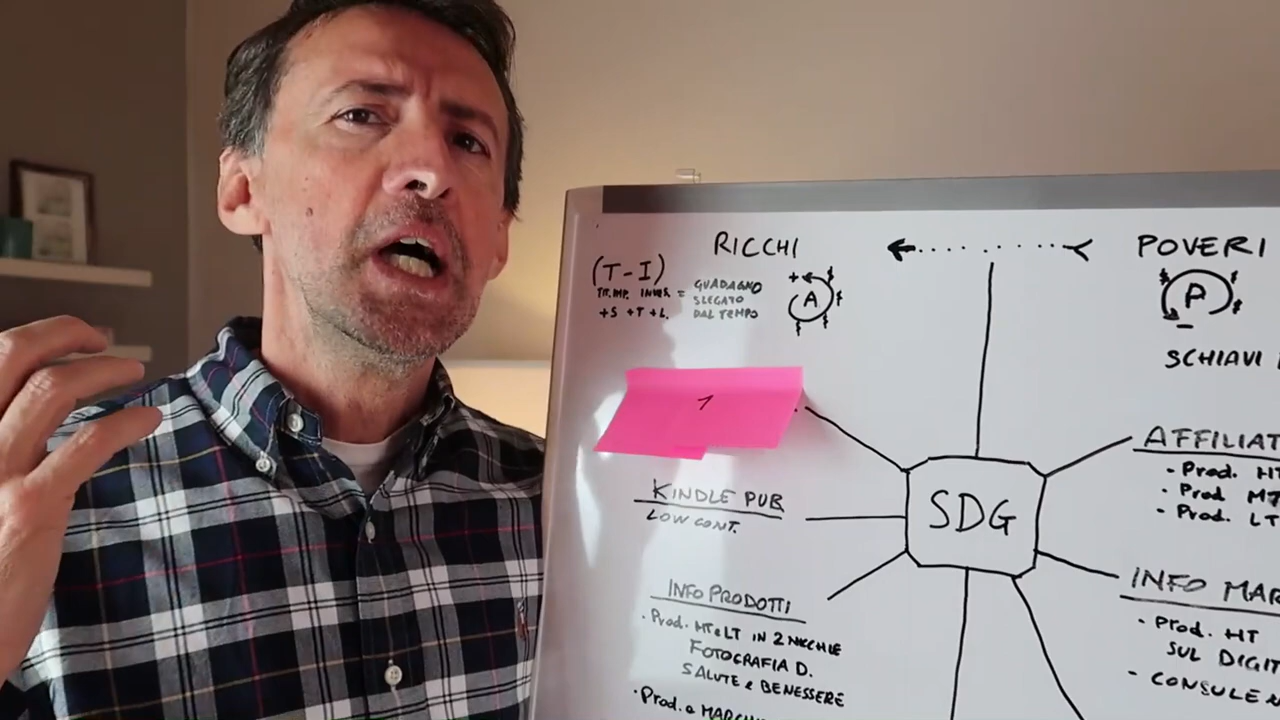 RICCHI
POVERI
(T-I)
TR.IMP. INVES. = GUADAGNO
SLEGATO
+S +T +L. DAL TEMPO
+
A
P
-
SCHIAVI
1
AFFILIAT
- Prod. HT
- Prod MT
- Prod. LT
KINDLE PUB
LOW CONT.
SDG
INFO PRODOTTI
· Prod. HT e LT IN 2 NICCHIE
FOTOGRAFIA D.
SALUTE e BENESSERE
· Prod. a MARCHI
INFO MAR
- Prod. HT
SUL DIGIT
- CONSULE